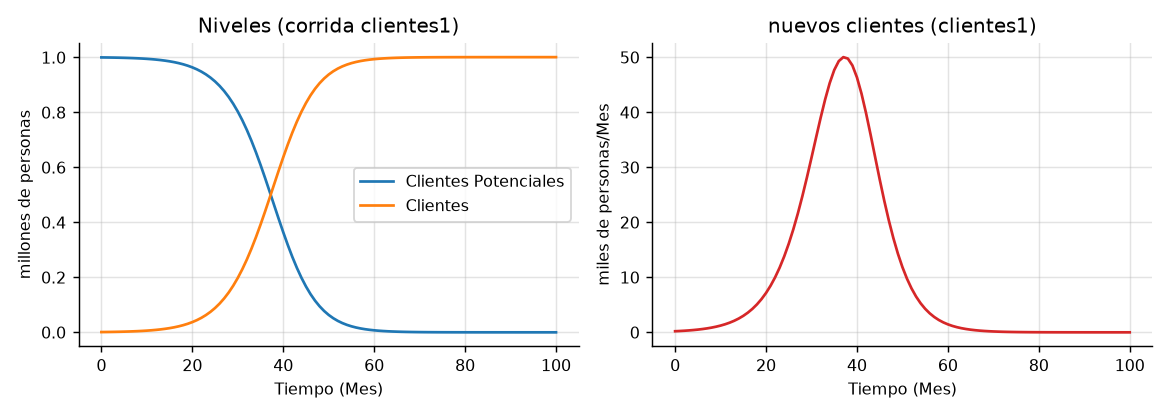 Niveles (corrida clientes1)
millones de personas
1.0
0.8
0.6
0.4
0.2
0.0
0 20 40 60 80 100
Tiempo (Mes)
Clientes Potenciales
Clientes
nuevos clientes (clientes1)
miles de personas/Mes
50
40
30
20
10
0
0 20 40 60 80 100
Tiempo (Mes)